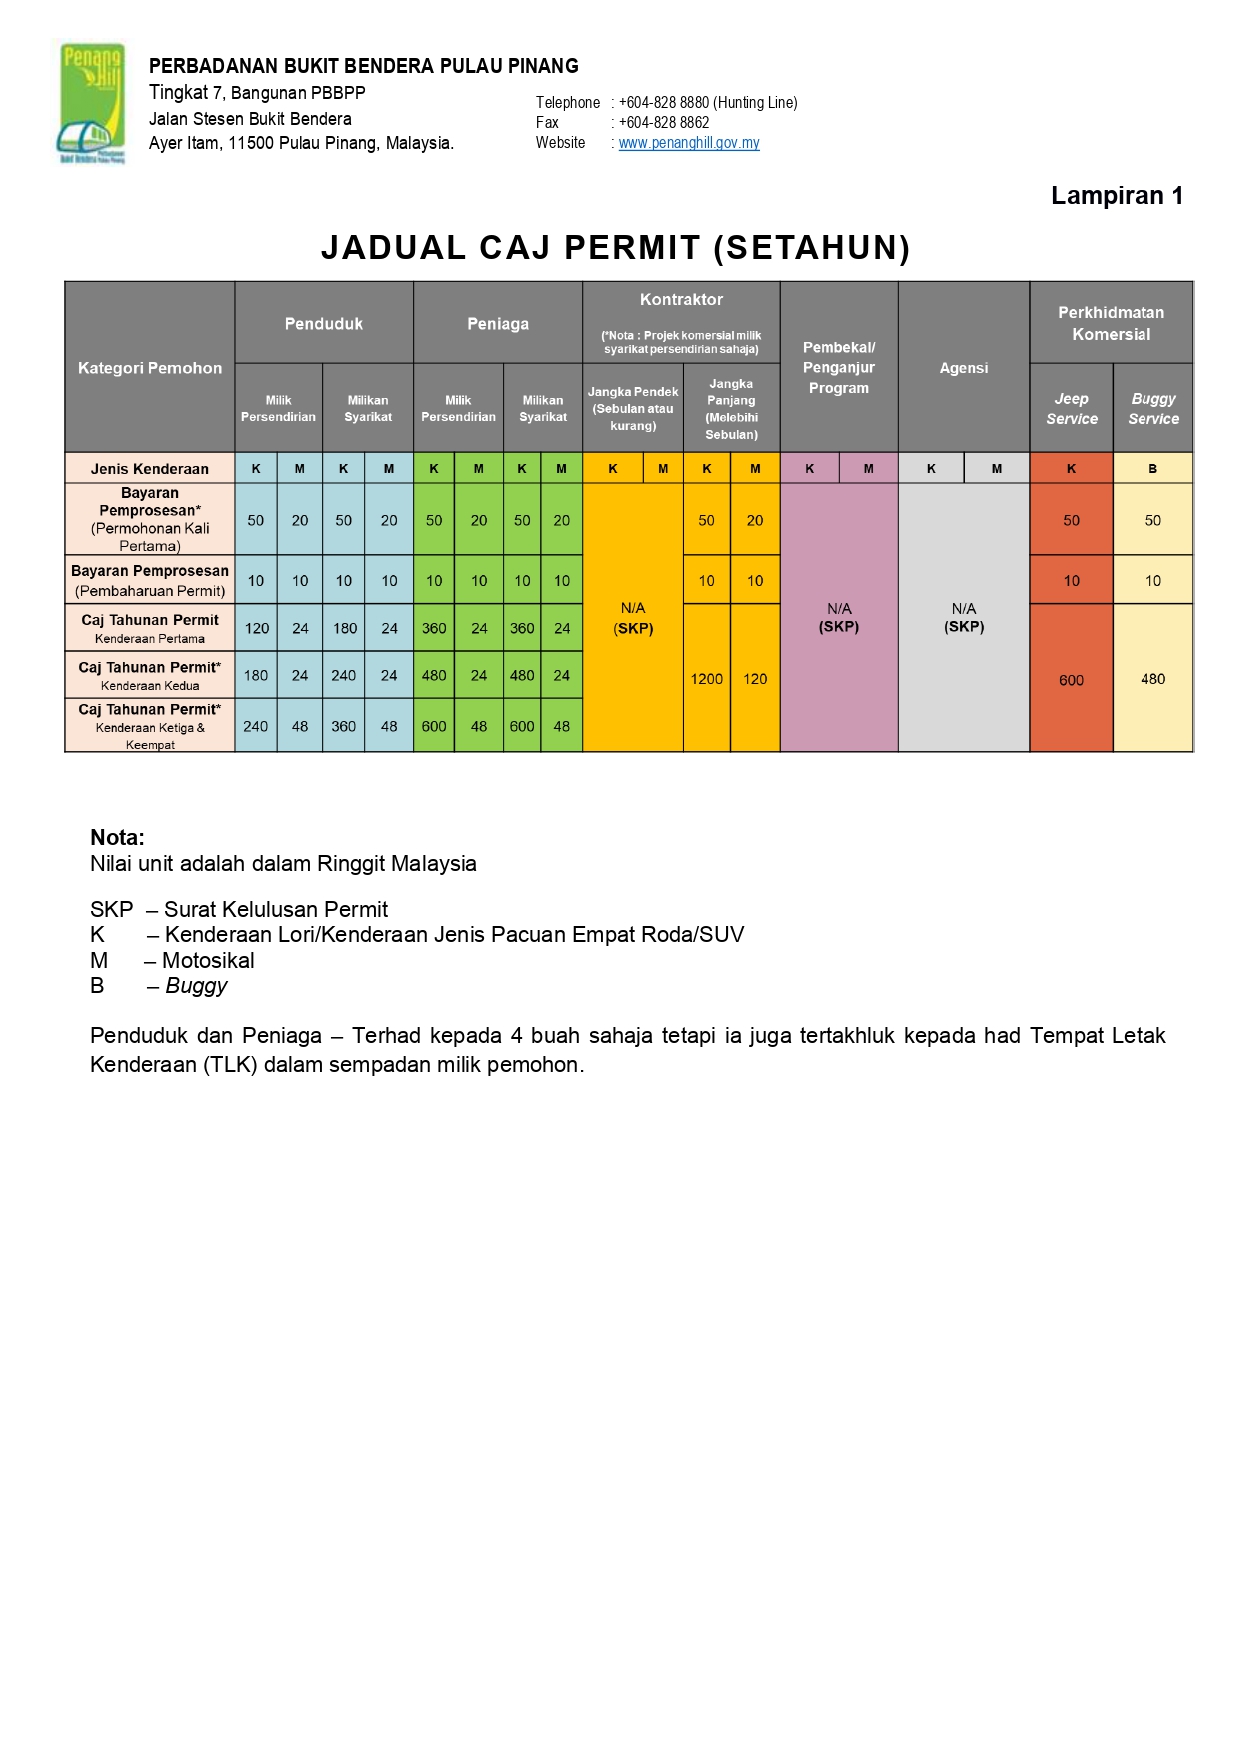 Penang
Hill
Bukit Bendera
PERBADANAN BUKIT BENDERA PULAU PINANG
Tingkat 7, Bangunan PBBPP
Jalan Stesen Bukit Bendera
Ayer Itam, 11500 Pulau Pinang, Malaysia.
Telephone : +604-828 8880 (Hunting Line)
Fax : +604-828 8862
Website : www.penanghill.gov.my
Lampiran 1
JADUAL CAJ PERMIT (SETAHUN)
Kategori Pemohon
Penduduk
Peniaga
Kontraktor
(*Nota : Projek komersial milik
syarikat persendirian sahaja)
Pembekal/
Penganjur
Program
Agensi
Perkhidmatan
Komersial
Milik
Persendirian
Milikan
Syarikat
Milik
Persendirian
Milikan
Syarikat
Jangka Pendek
(Sebulan atau
kurang)
Jangka
Panjang
(Melebihi
Sebulan)
Jeep
Service
Buggy
Service
Jenis Kenderaan K M K M K M K M K M K M K M K M K B
Bayaran
Pemprosesan*
(Permohonan Kali
Pertama)
50 20 50 20 50 20 50 20 50 20 50 50
Bayaran Pemprosesan
(Pembaharuan Permit)
10 10 10 10 10 10 10 10 10 10 10 10
N/A
(SKP)
N/A
(SKP)
N/A
(SKP)
Caj Tahunan Permit
Kenderaan Pertama
120 24 180 24 360 24 360 24
Caj Tahunan Permit*
Kenderaan Kedua
180 24 240 24 480 24 480 24 1200 120 600 480
Caj Tahunan Permit*
Kenderaan Ketiga &
Keempat
240 48 360 48 600 48 600 48
Nota:
Nilai unit adalah dalam Ringgit Malaysia
SKP – Surat Kelulusan Permit
K – Kenderaan Lori/Kenderaan Jenis Pacuan Empat Roda/SUV
M – Motosikal
B – Buggy
Penduduk dan Peniaga – Terhad kepada 4 buah sahaja tetapi ia juga tertakhluk kepada had Tempat Letak
Kenderaan (TLK) dalam sempadan milik pemohon.